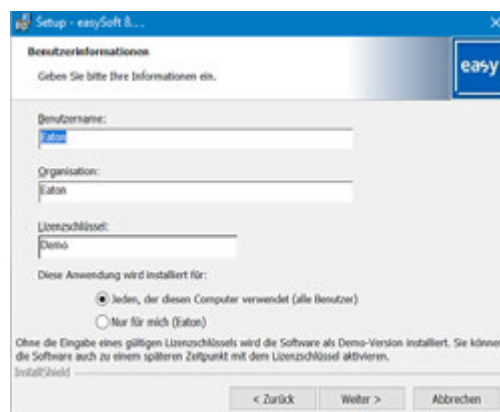 Setup - easySoft 8....
Benutzerinformationen
Geben Sie bitte Ihre Informationen ein.
easy
Benutzername:
Eaton
Organisation:
Eaton
Lizenzschlüssel:
Demo
Diese Anwendung wird installiert für:
Jeden, der diesen Computer verwendet (alle Benutzer)
Nur für mich (Eaton)
Ohne die Eingabe eines gültigen Lizenzschlüssels wird die Software als Demo-Version installiert. Sie können
die Software auch zu einem späteren Zeitpunkt mit dem Lizenzschlüssel aktivieren.
InstallShield
< Zurück Weiter > Abbrechen